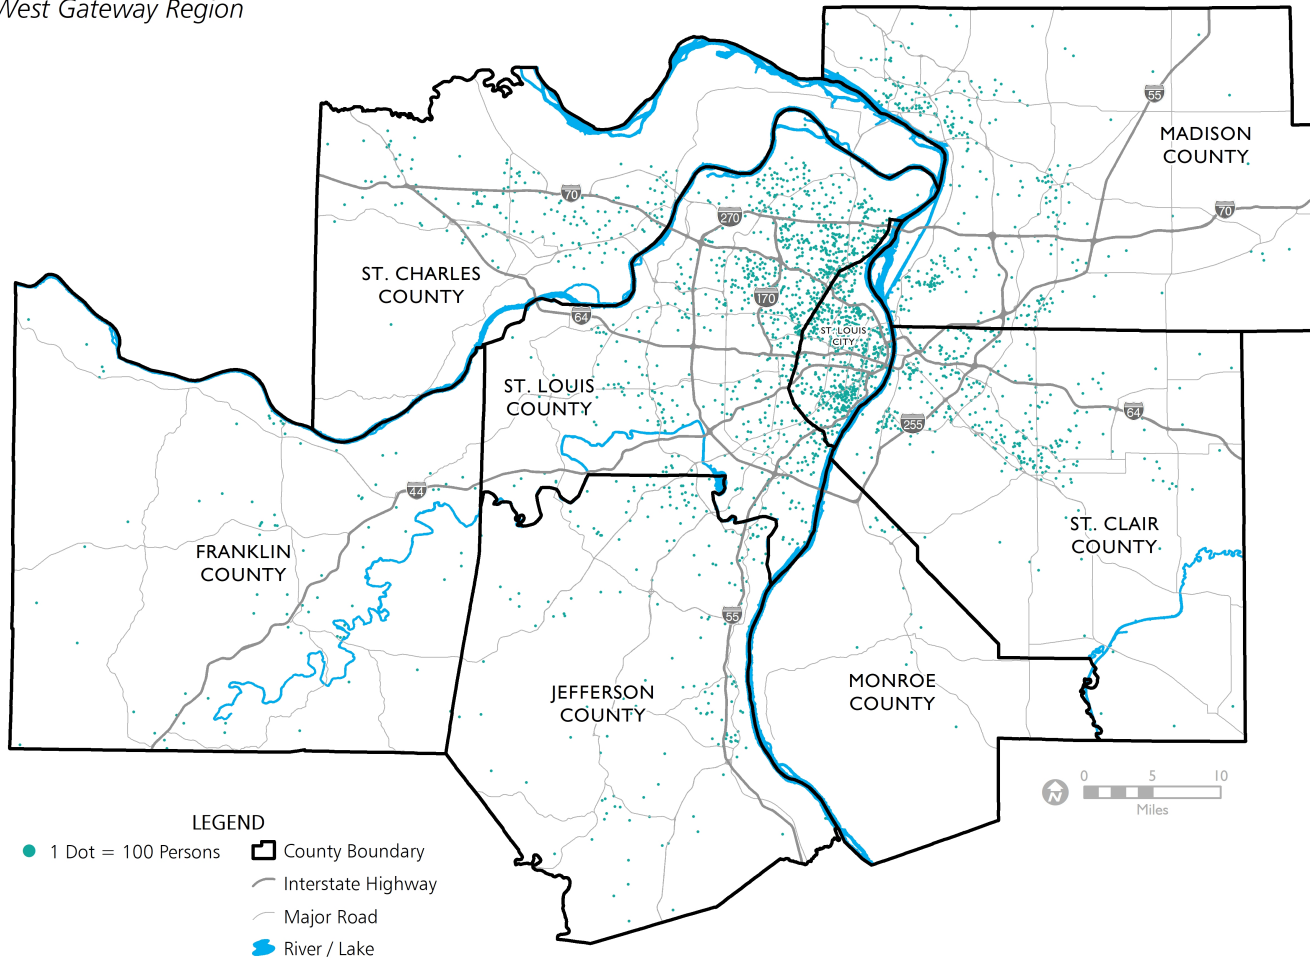 West Gateway Region
55
MADISON
COUNTY
70
70
270
ST. CHARLES
COUNTY
170
64
ST. LOUIS
CITY
ST. LOUIS
COUNTY
64
255
44
ST. CLAIR
COUNTY
FRANKLIN
COUNTY
55
JEFFERSON
COUNTY
MONROE
COUNTY
0 5 10
N
Miles
LEGEND
1 Dot = 100 Persons
County Boundary
Interstate Highway
Major Road
River / Lake